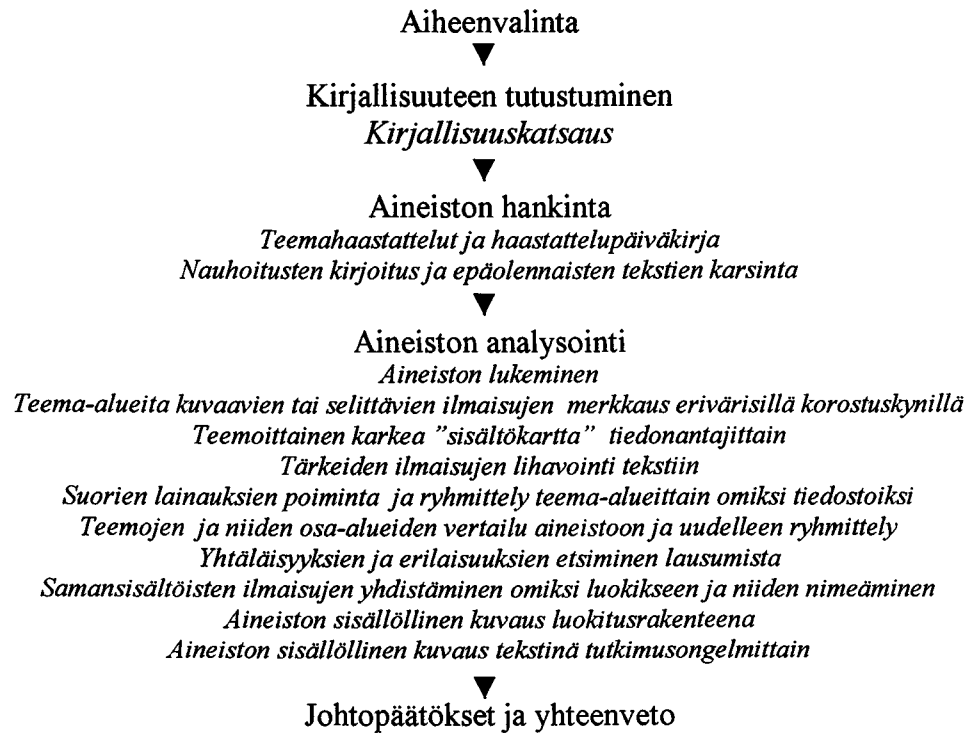 Aiheenvalinta
Kirjallisuuteen tutustuminen
Kirjallisuuskatsaus
Aineiston hankinta
Teemahaastattelut ja haastattelupäiväkirja
Nauhoitusten kirjoitus ja epäolennaisten tekstien karsinta
Aineiston analysointi
Aineiston lukeminen
Teema-alueita kuvaavien tai selittävien ilmaisujen merkkaus erivärisillä korostuskynillä
Teemoittainen karkea ”sisältökartta” tiedonantajittain
Tärkeiden ilmaisujen lihavointi tekstiin
Suorien lainauksien poiminta ja ryhmittely teema-alueittain omiksi tiedostoiksi
Teemojen ja niiden osa-alueiden vertailu aineistoon ja uudelleen ryhmittely
Yhtäläisyyksien ja erilaisuuksien etsiminen lausumista
Samansisältöisten ilmaisujen yhdistäminen omiksi luokikseen ja niiden nimeäminen
Aineiston sisällöllinen kuvaus luokitusrakenteena
Aineiston sisällöllinen kuvaus tekstinä tutkimusongelmittain
Johtopäätökset ja yhteenveto